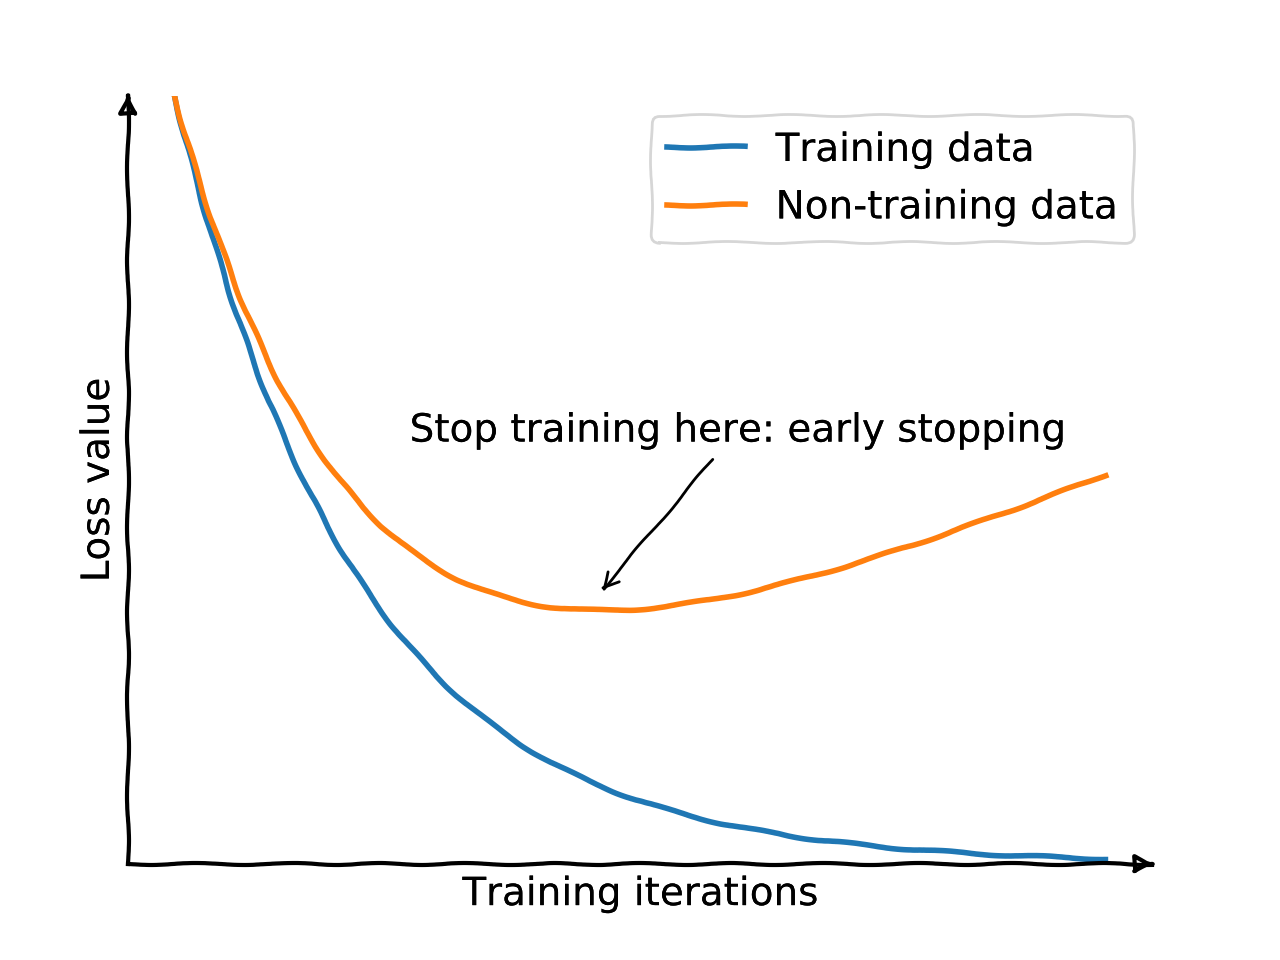 Training data
Non-training data
Stop training here: early stopping
Loss value
Training iterations